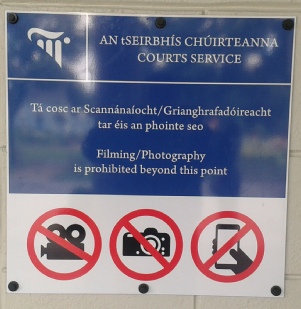 AN tSEIRBHÍS CHÚIRTEANNA
COURTS SERVICE
Tá cosc ar Scannánaíocht/Grianghrafadóireacht
tar éis an phointe seo
Filming/Photography
is prohibited beyond this point